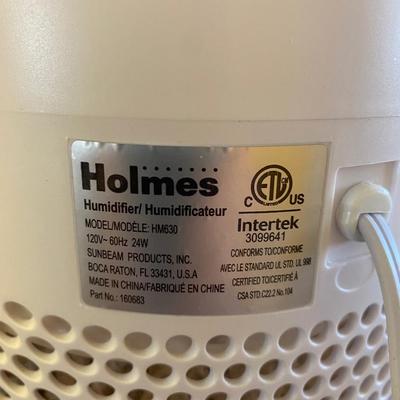 Holmes
Humidifier/ Humidificateur
MODEL/MODÈLE: HM630
120V~ 60Hz 24W
SUNBEAM PRODUCTS, INC.
BOCA RATON, FL 33431, U.S.A
MADE IN CHINA/FABRIQUÉ EN CHINE
Part No.: 160683
ETL CM
C US
Intertek
3099641
CONFORMS TO/CONFORME
AVEC LE STANDARD UL STD. UL 998
CERTIFIED TO/CERTIFIÉ À
CSA STD.C22.2 No.104